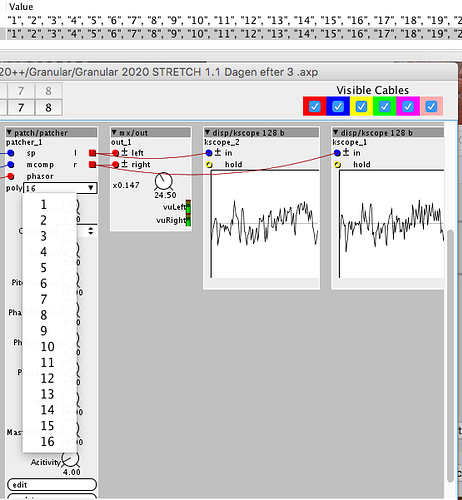 Value
"1", "2", "3", "4", "5", "6", "7", "8", "9", "10", "11", "12", "13", "14", "15", "16", "17", "18", "19", "2
"1", "2", "3", "4", "5", "6", "7", "8", "9", "10", "11", "12", "13", "14", "15", "16", "17", "18", "19", "2
20++/Granular/Granular 2020 STRETCH 1.1 Dagen efter 3 .axp
7 8
7 8
Visible Cables
patch/patcher
patcher_1
sp l
mcomp r
phasor
poly 16
1
2
3
4
5
6
7
8
9
10
11
12
13
14
15
16
Pite
Pha
Ph
Pha
Mas
Acitivity
4.00
edit
mx/out
out_1
± left
± right
x0.147
24.50
vuLeft
vuRight
disp/kscope 128 b
kscope_2
± in
hold
disp/kscope 128 b
kscope_1
± in
hold